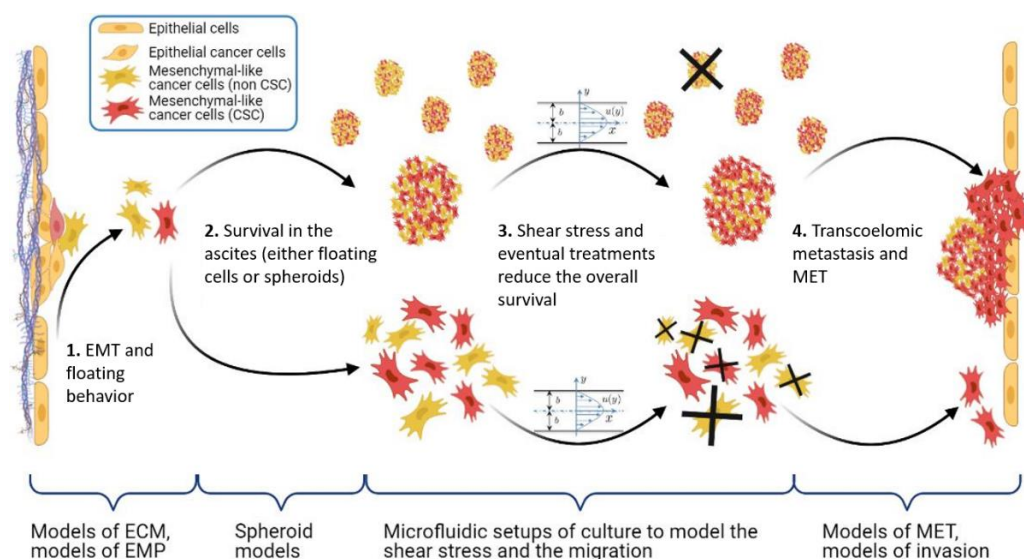 Epithelial cells
Epithelial cancer cells
Mesenchymal-like
cancer cells (non CSC)
Mesenchymal-like
cancer cells (CSC)
y
b
u(y)
b
x
1. EMT and
floating
behavior
2. Survival in the
ascites (either floating
cells or spheroids)
3. Shear stress and
eventual treatments
reduce the overall
survival
4. Transcoelomic
metastasis and
MET
y
b
u(y)
b
x
Models of ECM,
models of EMP
Spheroid
models
Microfluidic setups of culture to model the
shear stress and the migration
Models of MET,
models of invasion